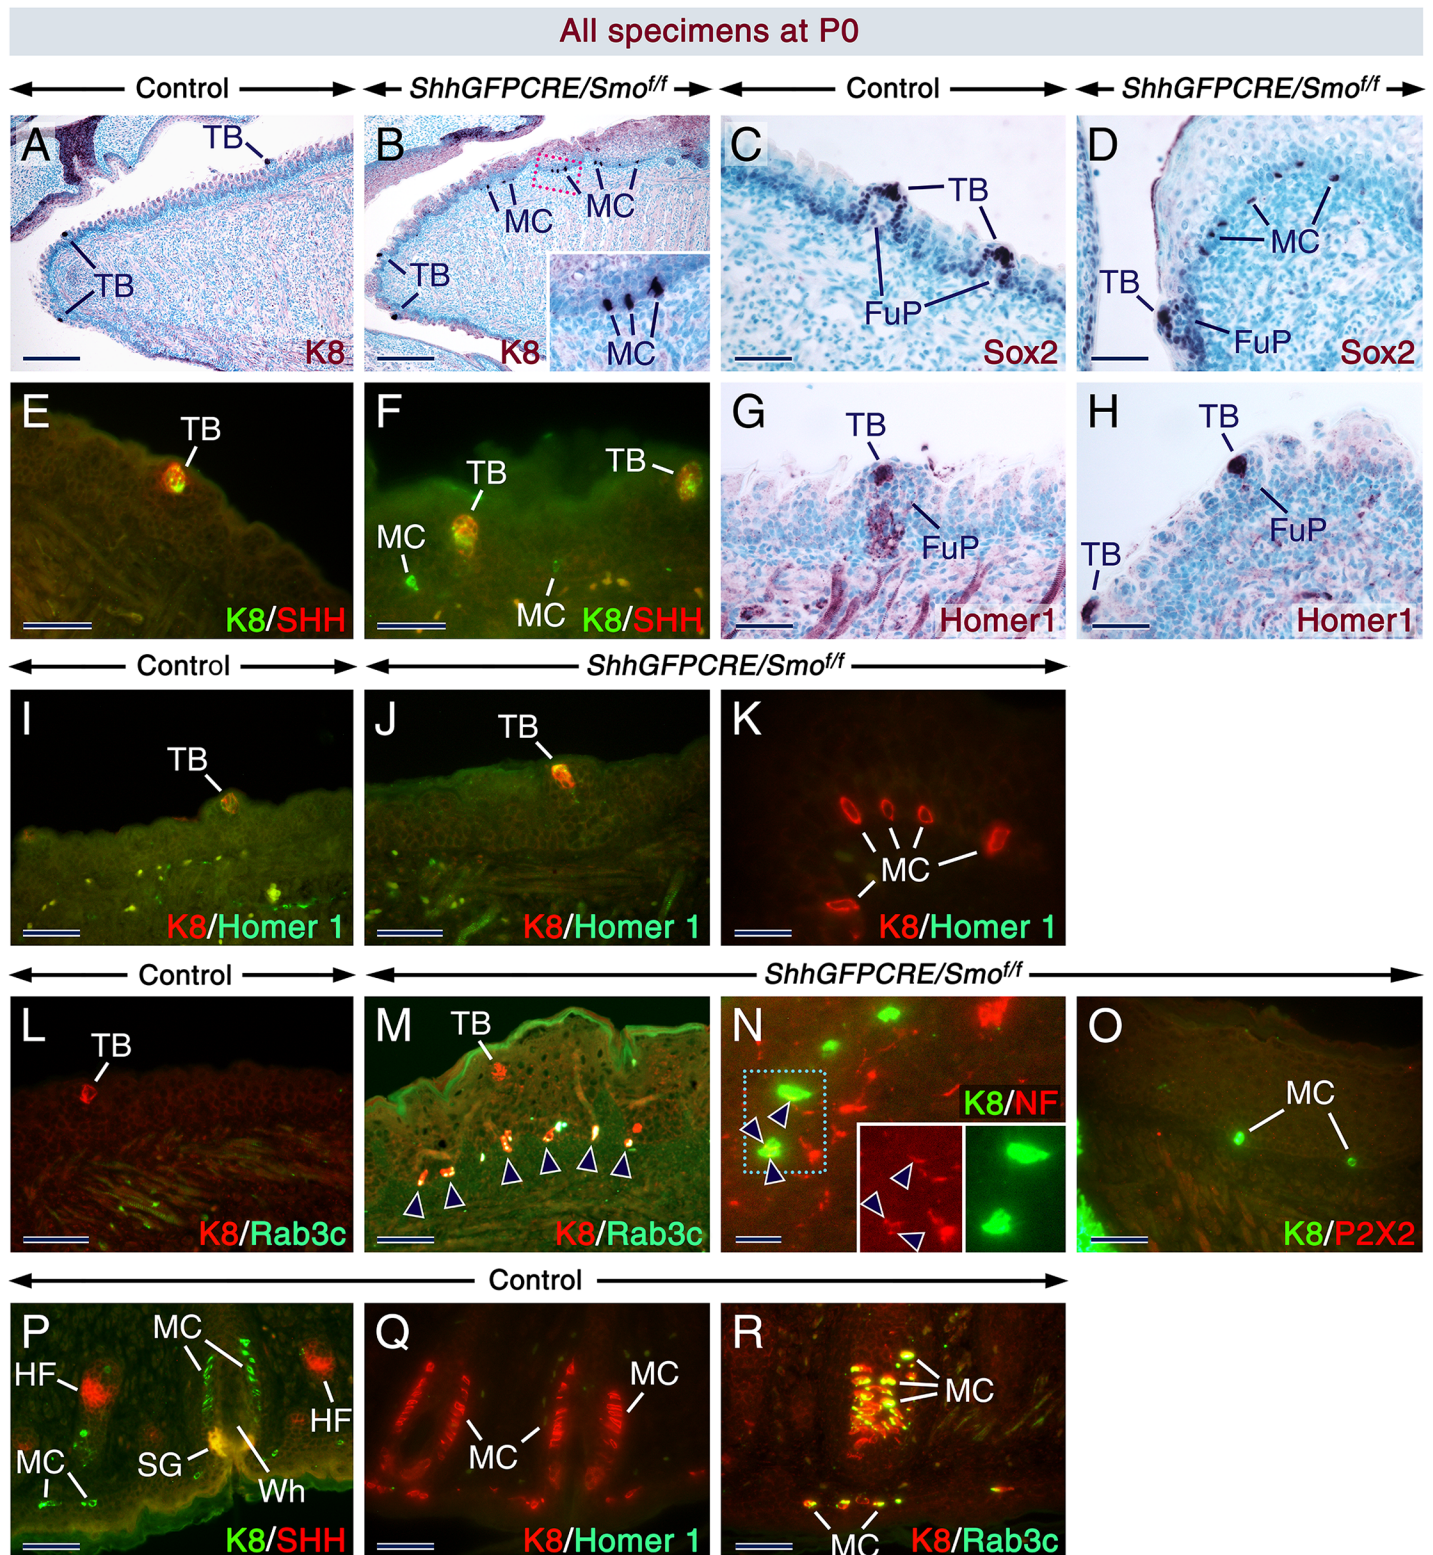 All specimens at P0
Control
ShhGFPCRE/Smof/f
Control
ShhGFPCRE/Smof/f
A
TB
TB
K8
B
MC
MC
TB
MC
K8
C
TB
FuP
Sox2
D
MC
TB
FuP
Sox2
E
TB
K8/SHH
F
TB
TB
MC
MC
K8/SHH
G
TB
FuP
Homer1
H
TB
FuP
TB
Homer1
Control
ShhGFPCRE/Smof/f
I
TB
K8/Homer 1
J
TB
K8/Homer 1
K
MC
K8/Homer 1
Control
ShhGFPCRE/Smof/f
L
TB
K8/Rab3c
M
TB
K8/Rab3c
N
K8/NF
O
MC
K8/P2X2
Control
P
MC
HF
HF
MC
SG
Wh
K8/SHH
Q
MC
MC
K8/Homer 1
R
MC
MC
K8/Rab3c